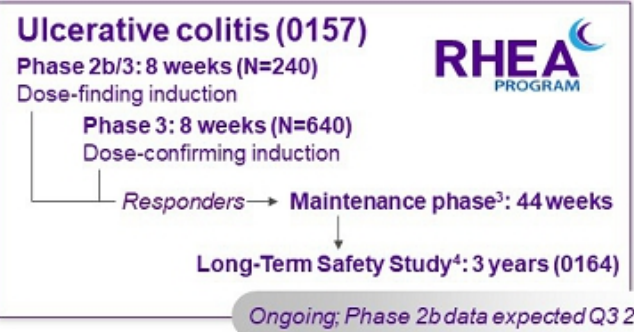 Ulcerative colitis (0157)
Phase 2b/3: 8 weeks (N=240)
Dose-finding induction
RHEA
PROGRAM
Phase 3: 8 weeks (N=640)
Dose-confirming induction
Responders
Maintenance phase³: 44 weeks
Long-Term Safety Study⁴: 3 years (0164)
Ongoing; Phase 2b data expected Q3 2